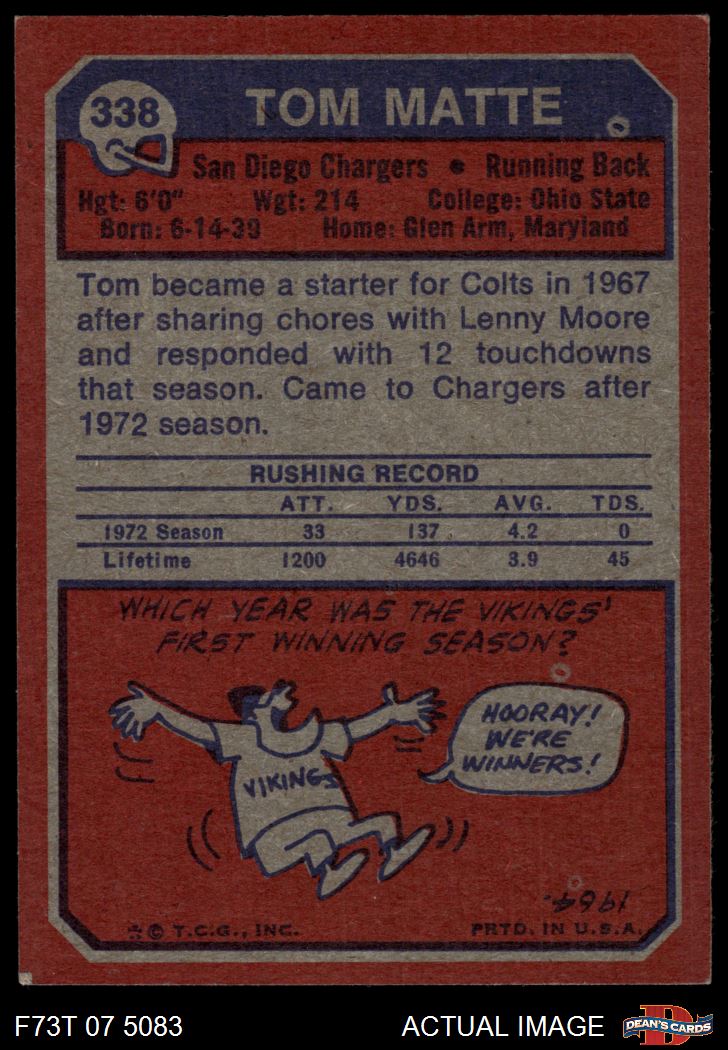 338
TOM MATTE
San Diego Chargers • Running Back
Hgt: 6'0" Wgt: 214 College: Ohio State
Born: 6-14-39 Home: Glen Arm, Maryland
Tom became a starter for Colts in 1967
after sharing chores with Lenny Moore
and responded with 12 touchdowns
that season. Came to Chargers after
1972 season.
RUSHING RECORD
ATT. YDS. AVG. TDS.
1972 Season 33 137 4.2 0
Lifetime 1200 4646 3.9 45
WHICH YEAR WAS THE VIKINGS'
FIRST WINNING SEASON?
HOORAY!
WE'RE
WINNERS!
VIKINGS
1964.
© T.C.G., INC. PRTD. IN U.S.A.
F73T 07 5083 ACTUAL IMAGE
D
DEAN'S CARDS